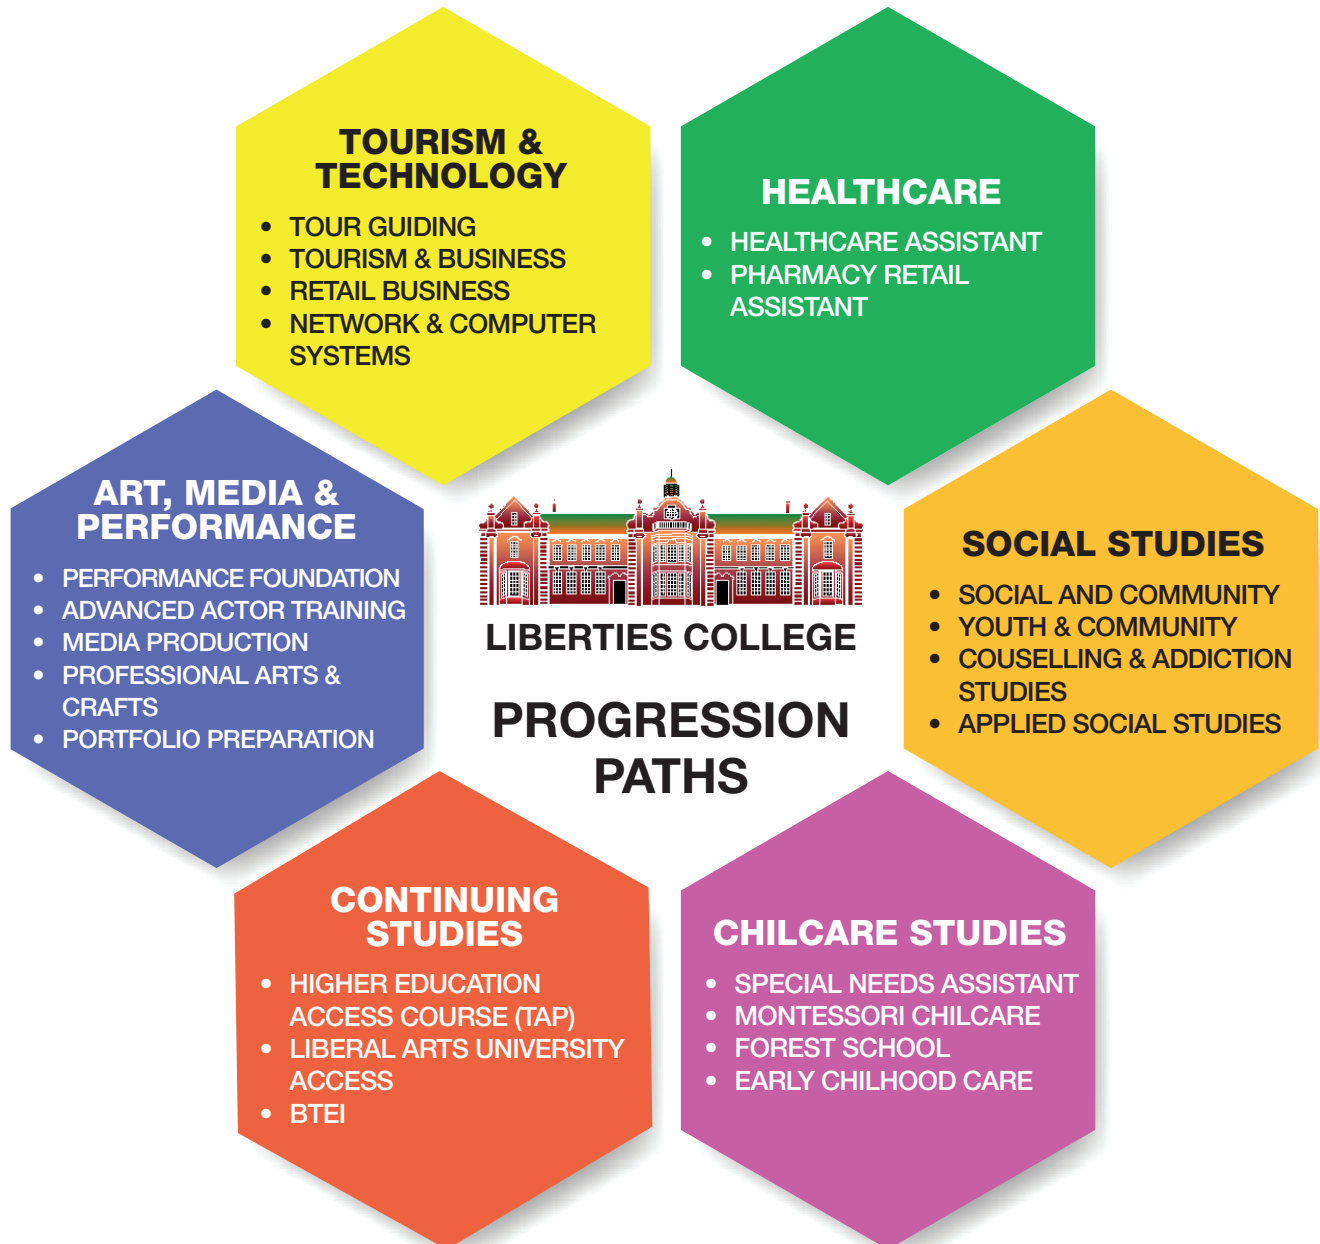 TOURISM &
TECHNOLOGY
• TOUR GUIDING
• TOURISM & BUSINESS
• RETAIL BUSINESS
• NETWORK & COMPUTER
SYSTEMS
HEALTHCARE
• HEALTHCARE ASSISTANT
• PHARMACY RETAIL
ASSISTANT
ART, MEDIA &
PERFORMANCE
• PERFORMANCE FOUNDATION
• ADVANCED ACTOR TRAINING
• MEDIA PRODUCTION
• PROFESSIONAL ARTS &
CRAFTS
• PORTFOLIO PREPARATION
LIBERTIES COLLEGE
PROGRESSION
PATHS
SOCIAL STUDIES
• SOCIAL AND COMMUNITY
• YOUTH & COMMUNITY
• COUSELLING & ADDICTION
STUDIES
• APPLIED SOCIAL STUDIES
CONTINUING
STUDIES
• HIGHER EDUCATION
ACCESS COURSE (TAP)
• LIBERAL ARTS UNIVERSITY
ACCESS
• BTEI
CHILCARE STUDIES
• SPECIAL NEEDS ASSISTANT
• MONTESSORI CHILCARE
• FOREST SCHOOL
• EARLY CHILHOOD CARE